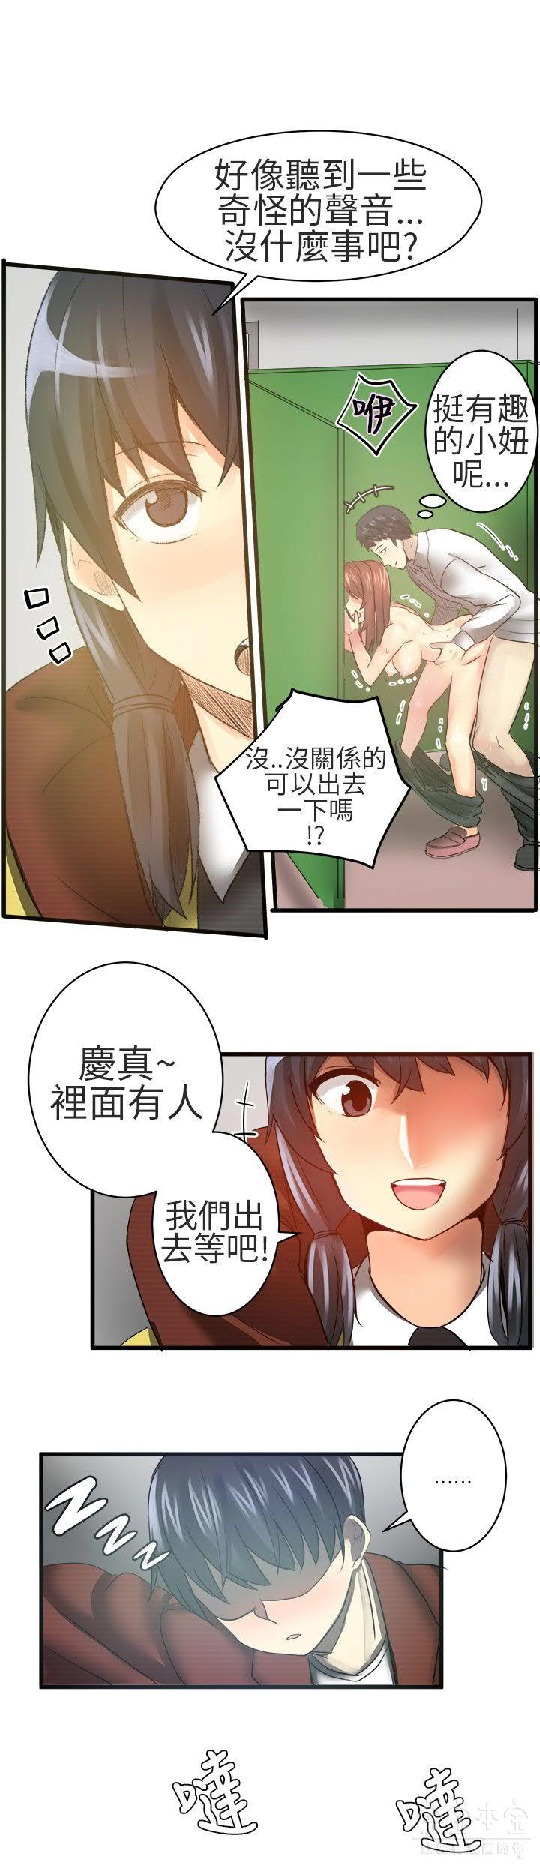 好像聽到一些
奇怪的聲音...
沒什麼事吧?
挺有趣
的小妞
呢...
咿
沒..沒關係的
可以出去
一下嗎
!?
慶真~
裡面有人
我們出
去等吧!
......
ZZZ
噠
噠